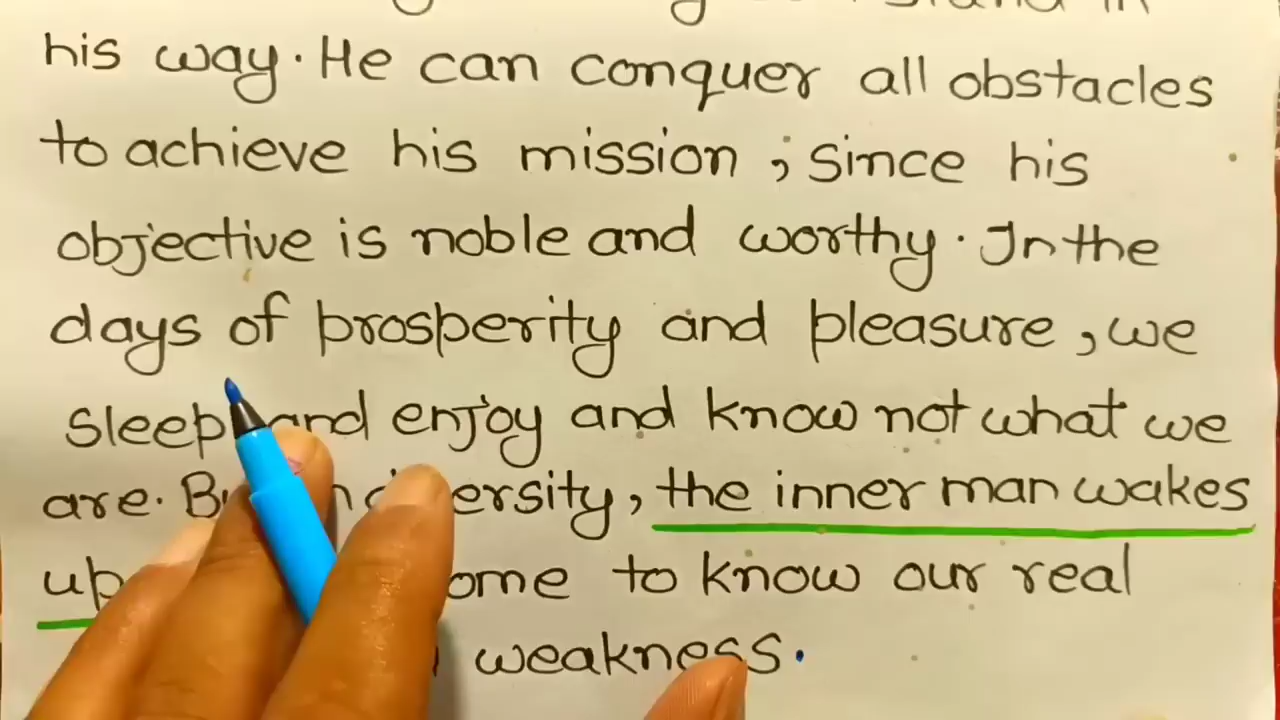 stand in
his way. He can conquer all obstacles
to achieve his mission ; since his
objective is noble and worthy. In the
days of prosperity and pleasure, we
sleep and enjoy and know not what we
are. ersity, the inner man wakes
up to know our real
weakness.